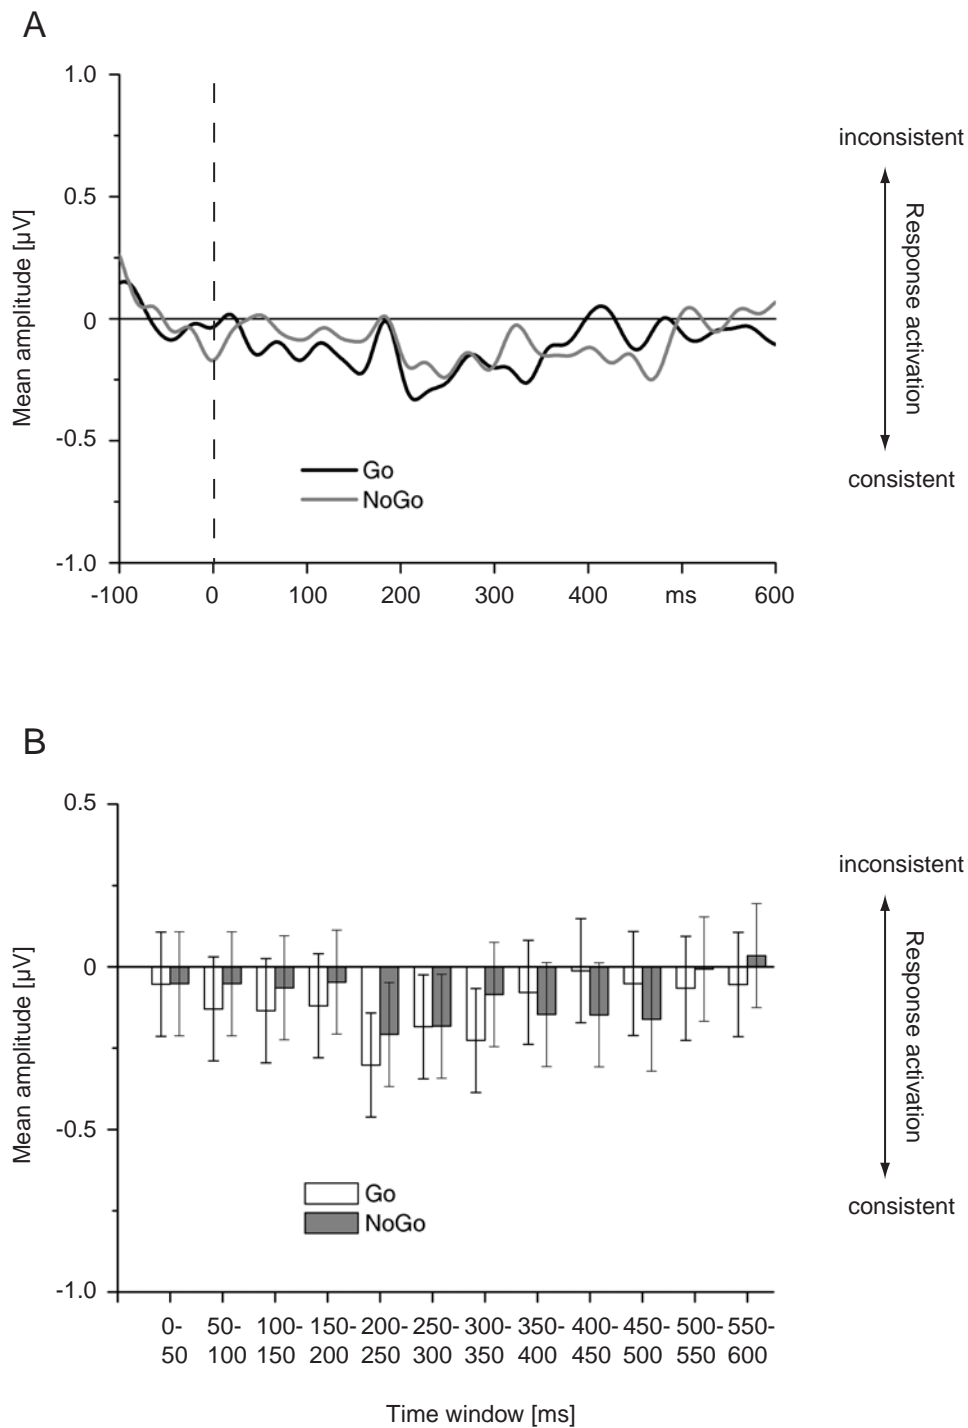 A
1.0
0.5
0
-0.5
-1.0
Mean amplitude [µV]
Go
NoGo
-100 0 100 200 300 400 ms 600
inconsistent
Response activation
consistent
B
0.5
0
-0.5
-1.0
Mean amplitude [µV]
Go
NoGo
0- 50- 100- 150- 200- 250- 300- 350- 400- 450- 500- 550-
50 100 150 200 250 300 350 400 450 500 550 600
Time window [ms]
inconsistent
Response activation
consistent